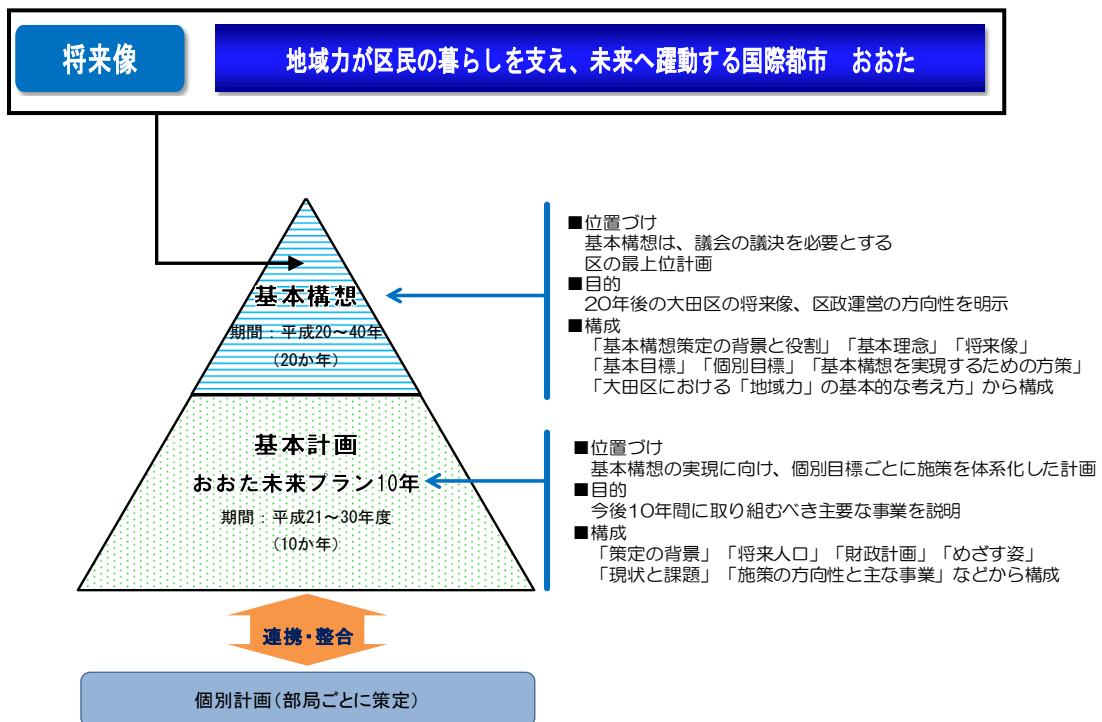 将来像
地域力が区民の暮らしを支え、未来へ躍動する国際都市　おおた
基本構想
期間：平成20～40年
(20か年)
■位置づけ
基本構想は、議会の議決を必要とする
区の最上位計画
■目的
20年後の大田区の将来像、区政運営の方向性を明示
■構成
「基本構想策定の背景と役割」「基本理念」「将来像」
「基本目標」「個別目標」「基本構想を実現するための方策」
「大田区における「地域力」の基本的な考え方」から構成
基本計画
おおた未来プラン10年
期間：平成21～30年度
(10か年)
■位置づけ
基本構想の実現に向け、個別目標ごとに施策を体系化した計画
■目的
今後10年間に取り組むべき主要な事業を説明
■構成
「策定の背景」「将来人口」「財政計画」「めざす姿」
「現状と課題」「施策の方向性と主な事業」などから構成
連携・整合
個別計画(部局ごとに策定)